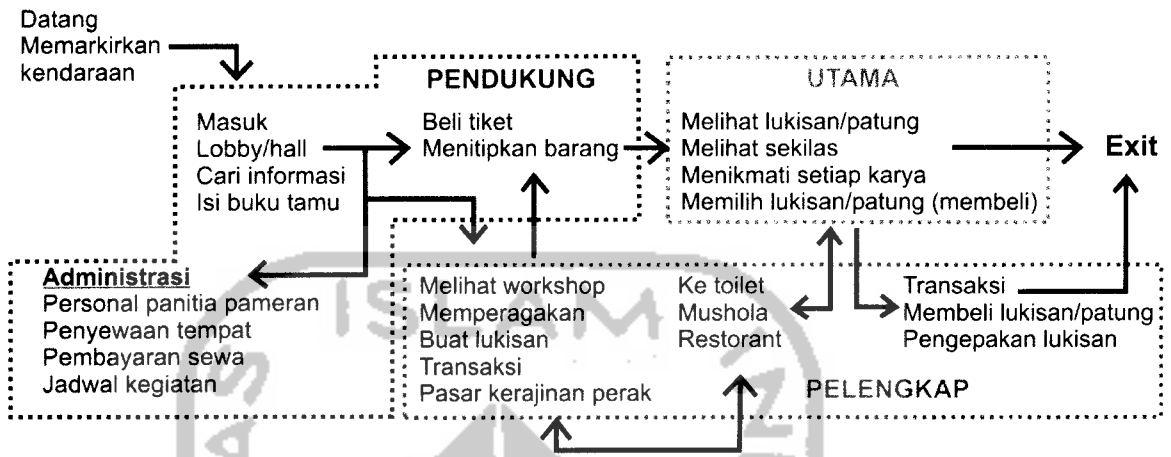 Datang
Memarkirkan
kendaraan
PENDUKUNG
UTAMA
Masuk
Lobby/hall
Cari informasi
Isi buku tamu
Beli tiket
Menitipkan barang
Melihat lukisan/patung
Melihat sekilas
Menikmati setiap karya
Memilih lukisan/patung (membeli)
Exit
Administrasi
Personal panitia pameran
Penyewaan tempat
Pembayaran sewa
Jadwal kegiatan
Melihat workshop
Memperagakan
Buat lukisan
Transaksi
Pasar kerajinan perak
Ke toilet
Mushola
Restorant
Transaksi
Membeli lukisan/patung
Pengepakan lukisan
PELENGKAP
ISLAM